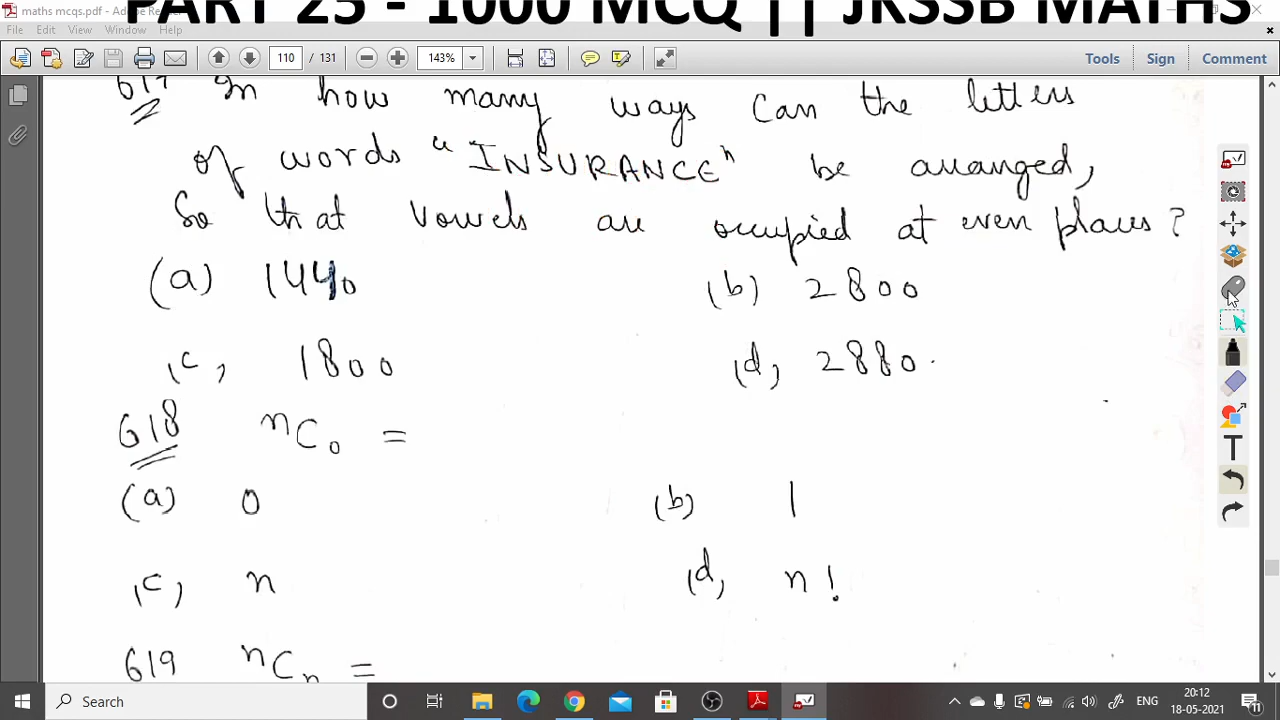 PART 25 - 1000 MCQ || JKSSB MATHS
maths mcqs.pdf - Adobe Reader
File Edit View Window Help
110 / 131 143% Tools Sign Comment
617 In how many ways can the letters
of words "INSURANCE" be arranged,
So that vowels are occupied at even places?
(a) 1440 (b) 2800
(c) 1800 (d) 2880
618 nC0 =
(a) 0 (b) 1
(c) n (d) n!
619 nCn =
Search
ENG
20:12
18-05-2021
11